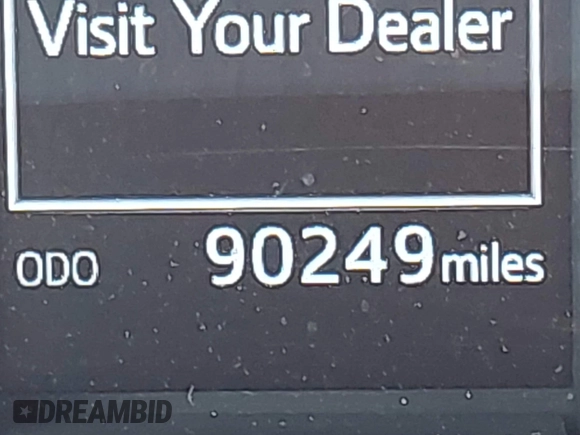 Visit Your Dealer
ODO 90249 miles
DREAMBID